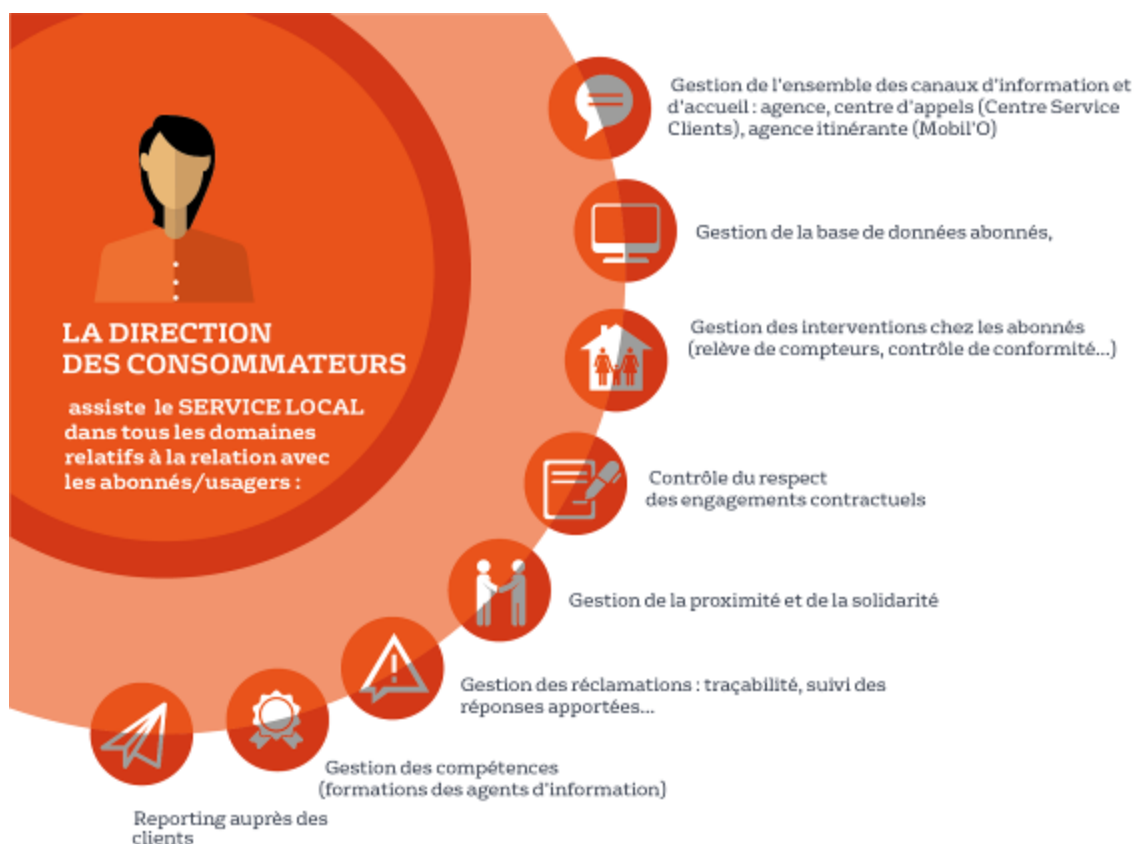 LA DIRECTION
DES CONSOMMATEURS
assiste le SERVICE LOCAL
dans tous les domaines
relatifs à la relation avec
les abonnés/usagers :
Gestion de l'ensemble des canaux d'information et
d'accueil : agence, centre d'appels (Centre Service
Clients), agence itinérante (Mobil'O)
Gestion de la base de données abonnés,
Gestion des interventions chez les abonnés
(relève de compteurs, contrôle de conformité...)
Contrôle du respect
des engagements contractuels
Gestion de la proximité et de la solidarité
Gestion des réclamations : traçabilité, suivi des
réponses apportées...
Gestion des compétences
(formations des agents d'information)
Reporting auprès des
clients